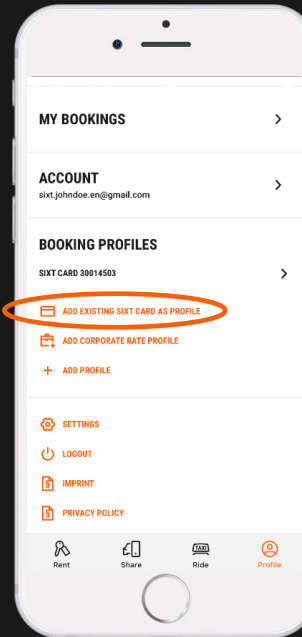 MY BOOKINGS
ACCOUNT
sixt.johndoe.en@gmail.com
BOOKING PROFILES
SIXT CARD 30014503
ADD EXISTING SIXT CARD AS PROFILE
ADD CORPORATE RATE PROFILE
+ ADD PROFILE
SETTINGS
LOGOUT
§ IMPRINT
§ PRIVACY POLICY
TAXI
Rent Share Ride Profile